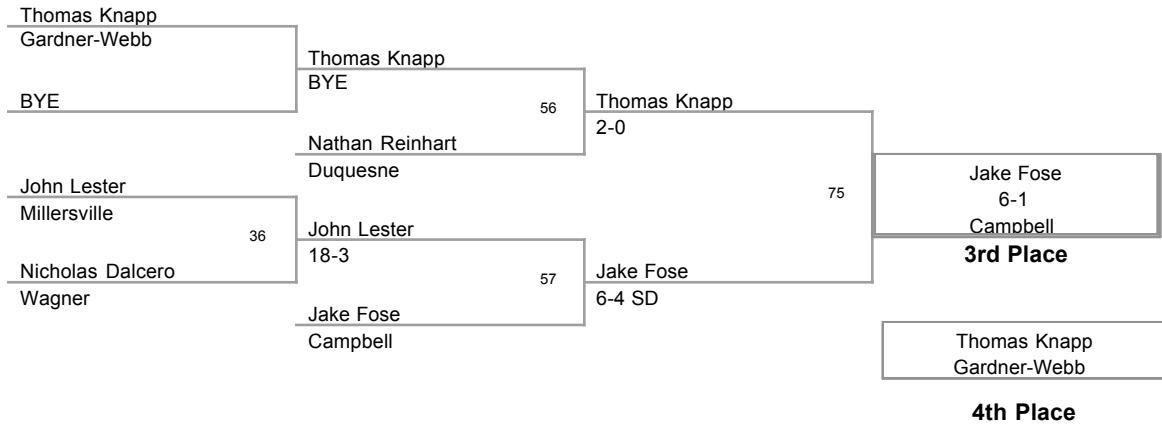 Thomas Knapp
Gardner-Webb
BYE
John Lester
Millersville
36
Nicholas Dalcero
Wagner
Thomas Knapp
BYE
56
Nathan Reinhart
Duquesne
John Lester
18-3
57
Jake Fose
Campbell
Thomas Knapp
2-0
75
Jake Fose
6-4 SD
Jake Fose
6-1
Campbell
3rd Place
Thomas Knapp
Gardner-Webb
4th Place